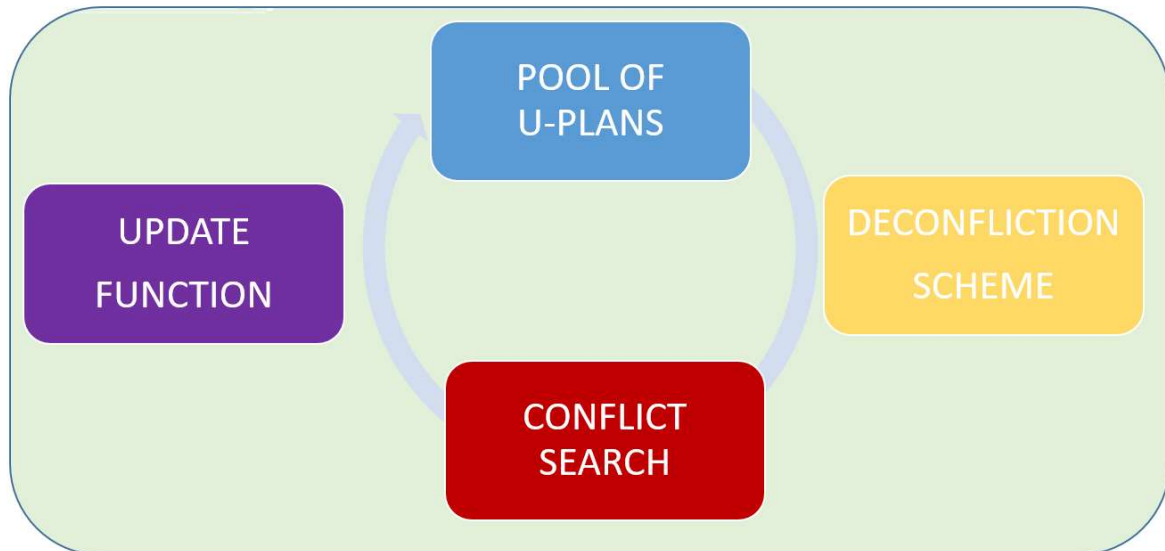 POOL OF
U-PLANS
UPDATE
FUNCTION
DECONFLICTION
SCHEME
CONFLICT
SEARCH